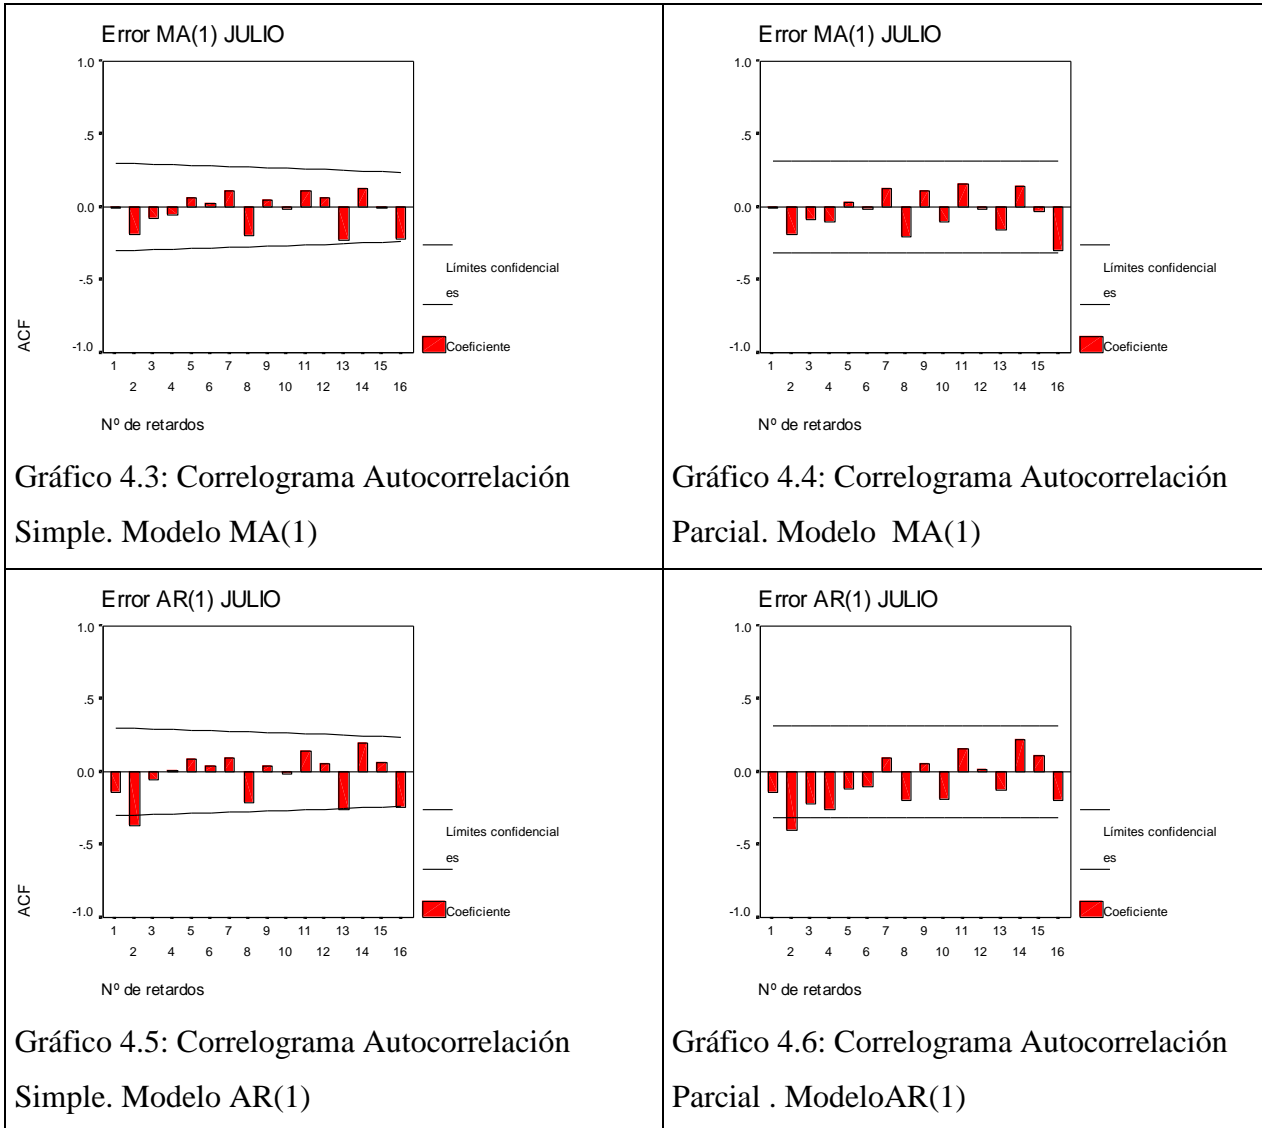 Error MA(1) JULIO
1.0
.5
0.0
-.5
-1.0
ACF
1 3 5 7 9 11 13 15
2 4 6 8 10 12 14 16
Nº de retardos
Límites confidencial
es
Coeficiente
Gráfico 4.3: Correlograma Autocorrelación
Simple. Modelo MA(1)
Error MA(1) JULIO
1.0
.5
0.0
-.5
-1.0
1 3 5 7 9 11 13 15
2 4 6 8 10 12 14 16
Nº de retardos
Límites confidencial
es
Coeficiente
Gráfico 4.4: Correlograma Autocorrelación
Parcial. Modelo MA(1)
Error AR(1) JULIO
1.0
.5
0.0
-.5
-1.0
ACF
1 3 5 7 9 11 13 15
2 4 6 8 10 12 14 16
Nº de retardos
Límites confidencial
es
Coeficiente
Gráfico 4.5: Correlograma Autocorrelación
Simple. Modelo AR(1)
Error AR(1) JULIO
1.0
.5
0.0
-.5
-1.0
1 3 5 7 9 11 13 15
2 4 6 8 10 12 14 16
Nº de retardos
Límites confidencial
es
Coeficiente
Gráfico 4.6: Correlograma Autocorrelación
Parcial . ModeloAR(1)